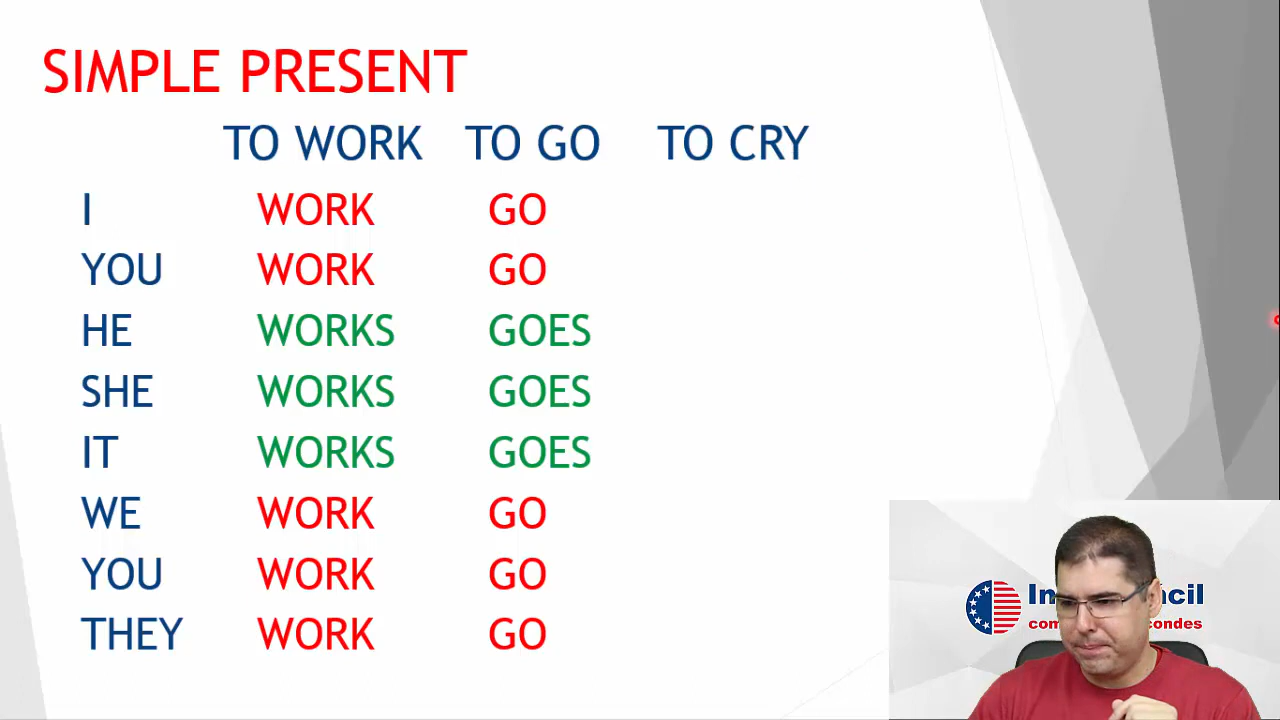 SIMPLE PRESENT
TO WORK TO GO TO CRY
I WORK GO
YOU WORK GO
HE WORKS GOES
SHE WORKS GOES
IT WORKS GOES
WE WORK GO
YOU WORK GO
THEY WORK GO